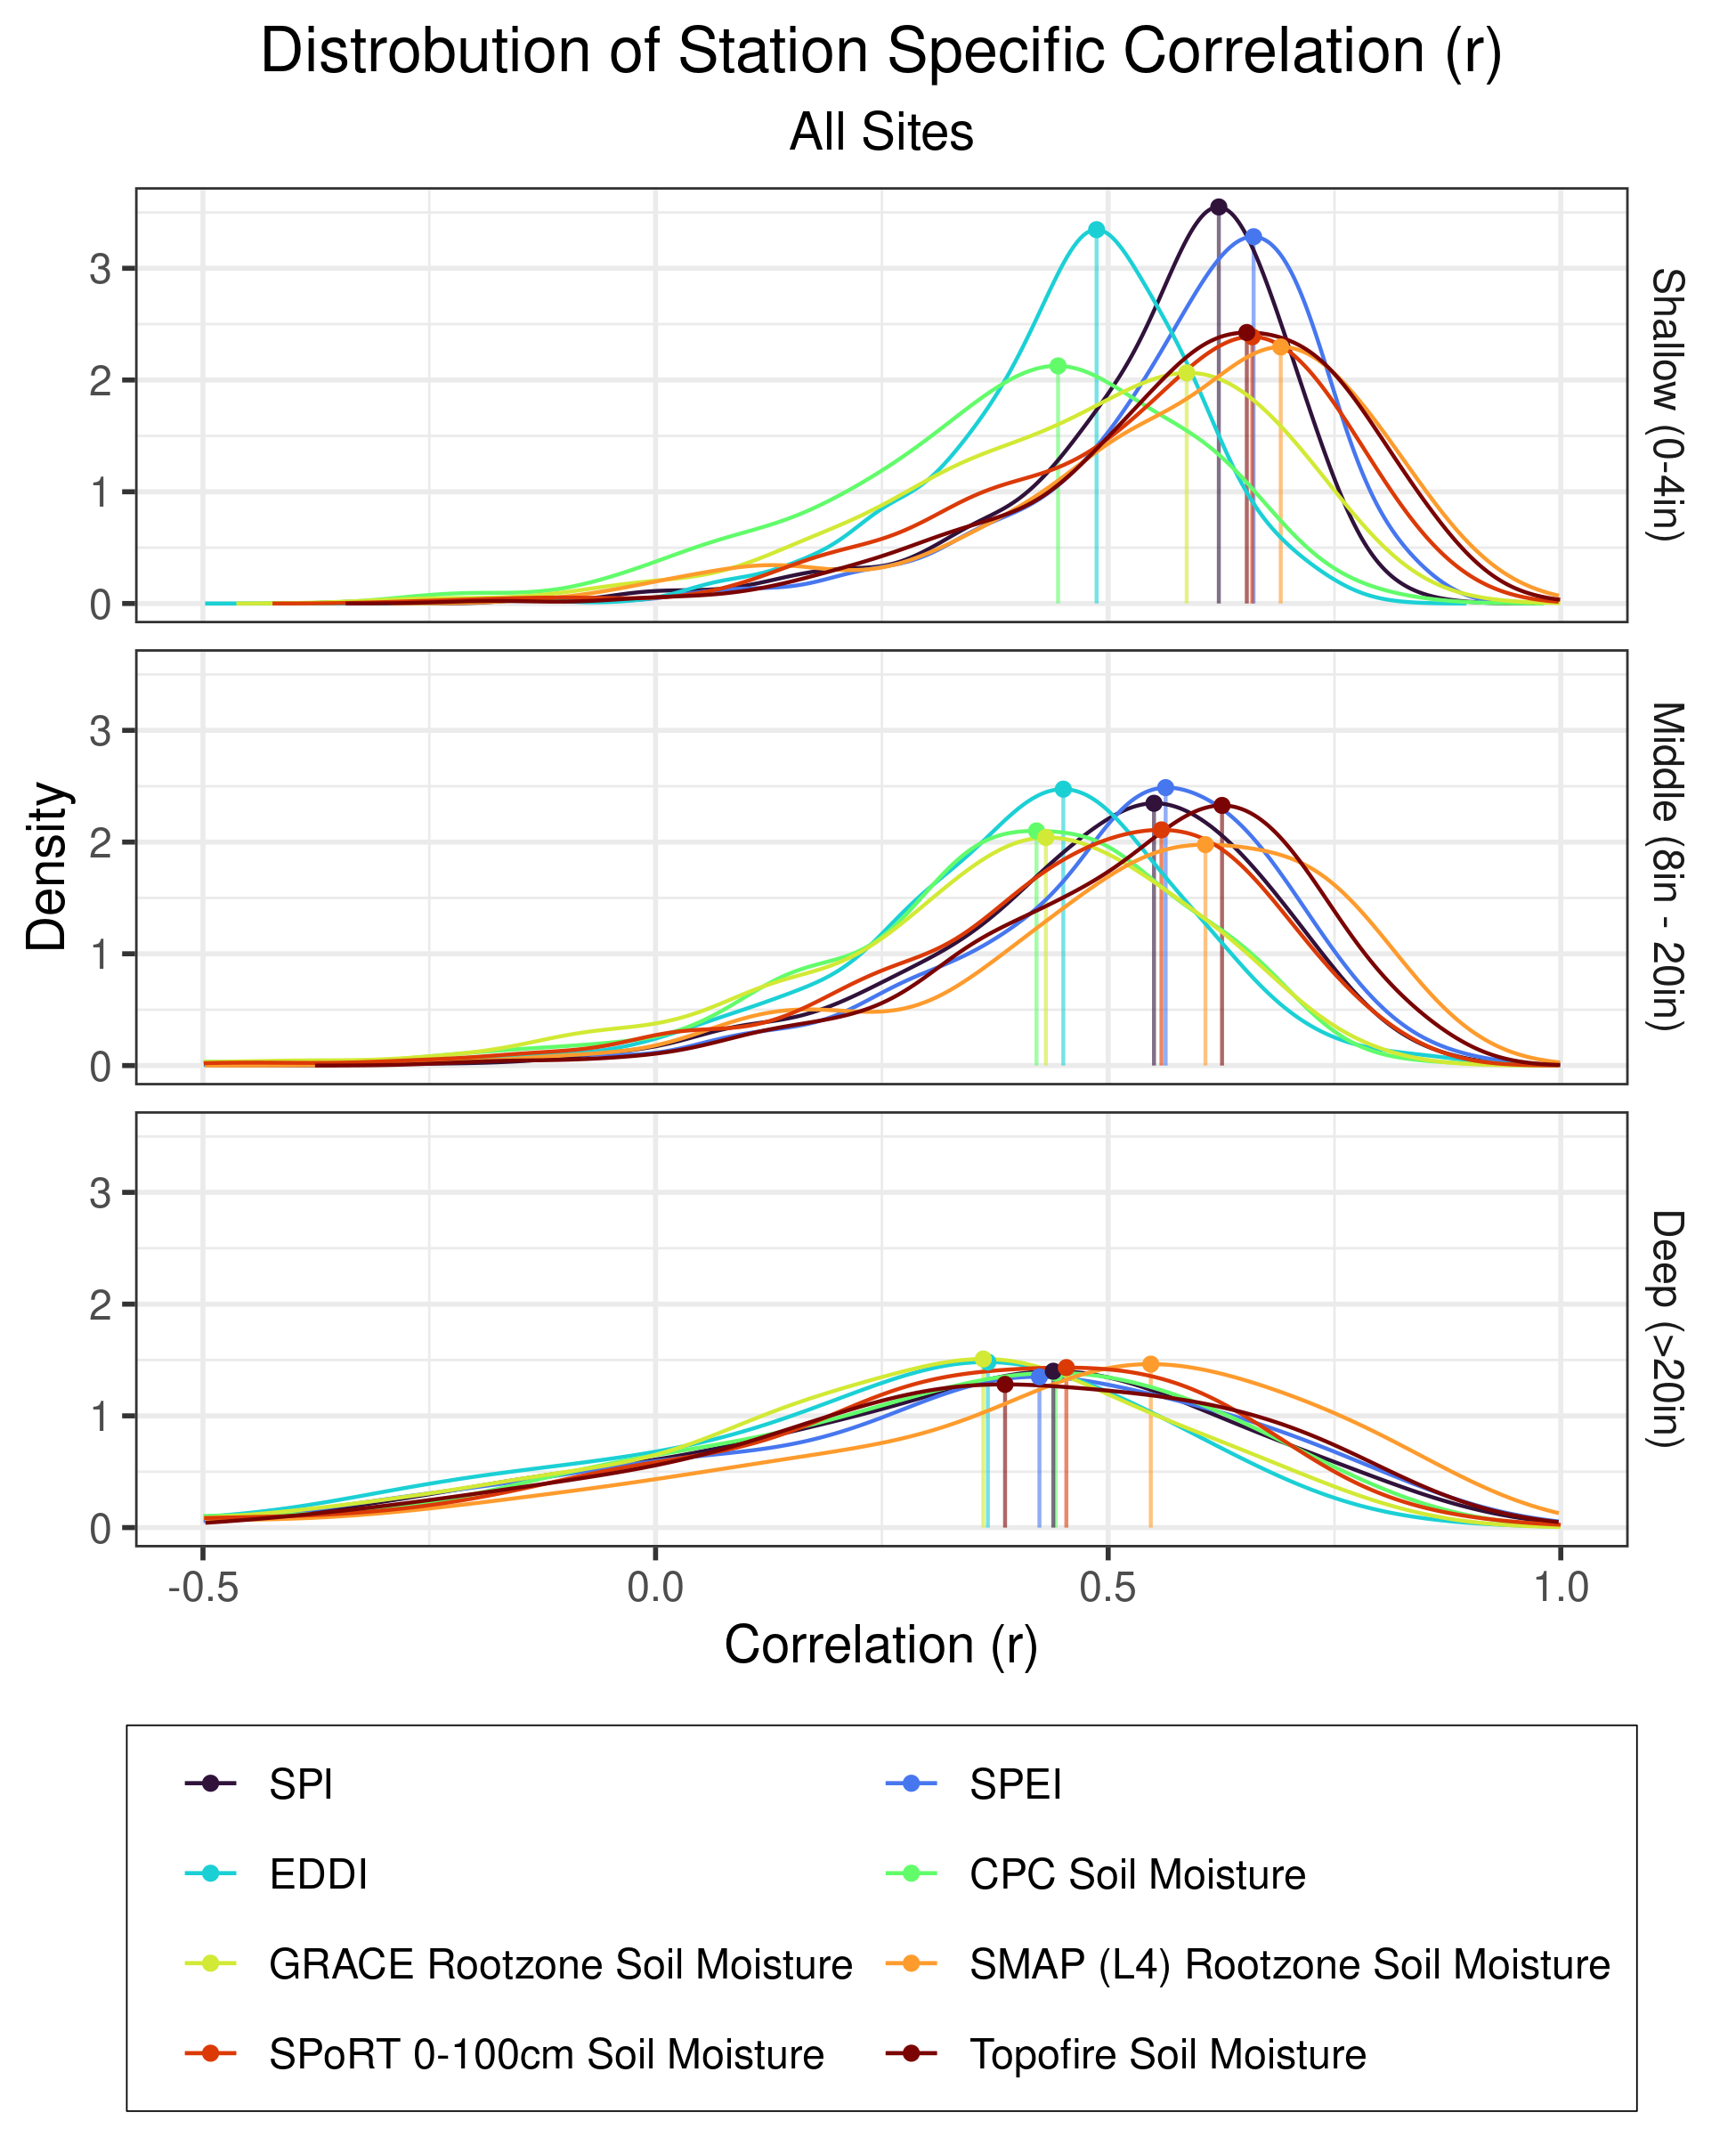 Distrobution of Station Specific Correlation (r)
All Sites
3
2
1
0
Shallow (0-4in)
Density
3
2
1
0
Middle (8in - 20in)
3
2
1
0
Deep (>20in)
-0.5 0.0 0.5 1.0
Correlation (r)
SPI SPEI
EDDI CPC Soil Moisture
GRACE Rootzone Soil Moisture SMAP (L4) Rootzone Soil Moisture
SPoRT 0-100cm Soil Moisture Topofire Soil Moisture